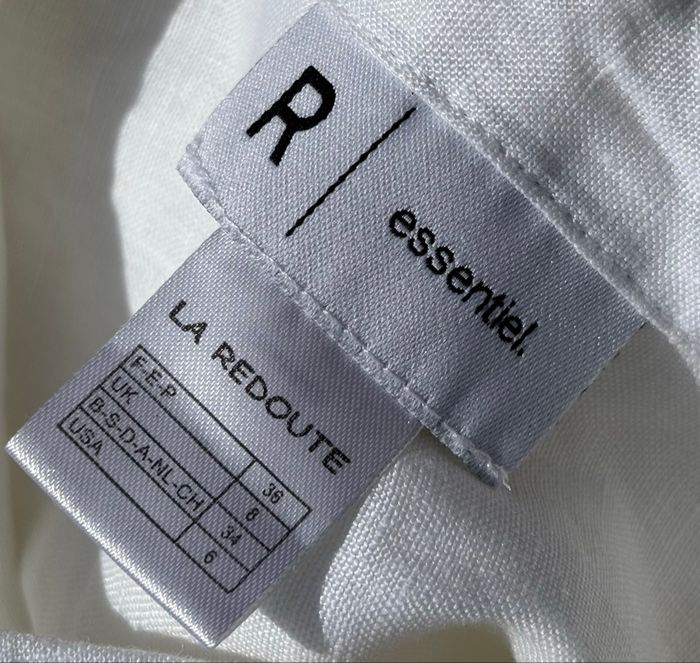 R | essentiel.
LA REDOUTE
F-E-P 36
UK 8
B-S-D-A-NL-CH 34
USA 6